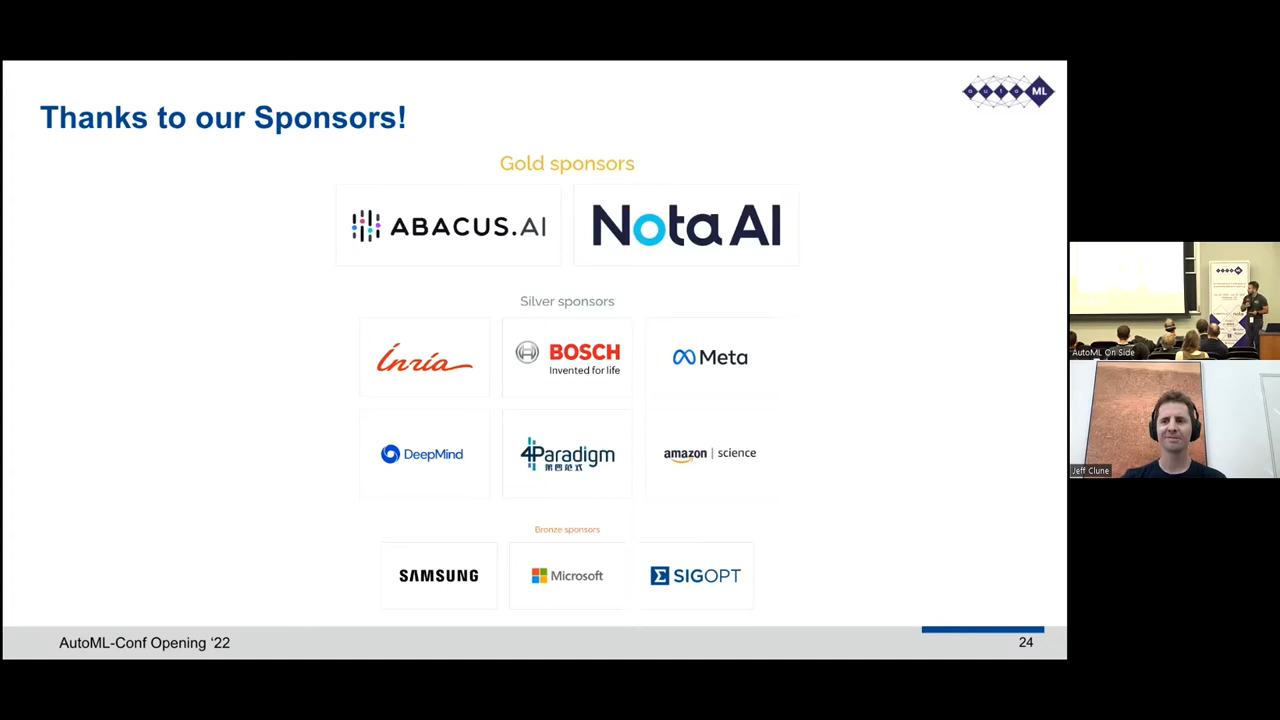 auto ML
Thanks to our Sponsors!
Gold sponsors
ABACUS.AI
Nota AI
Silver sponsors
Inria
BOSCH
Invented for life
Meta
DeepMind
4Paradigm
第四范式
amazon | science
Bronze sponsors
SAMSUNG
Microsoft
SIGOPT
AutoML-Conf Opening ‘22
24
AutoML On Side
Jeff Clune